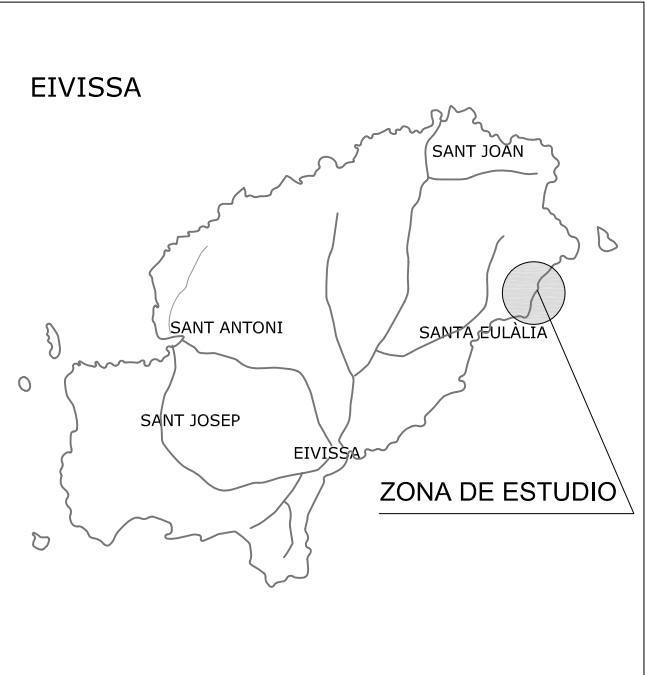 EIVISSA
SANT JOAN
SANT ANTONI
SANTA EULÀLIA
SANT JOSEP
EIVISSA
ZONA DE ESTUDIO